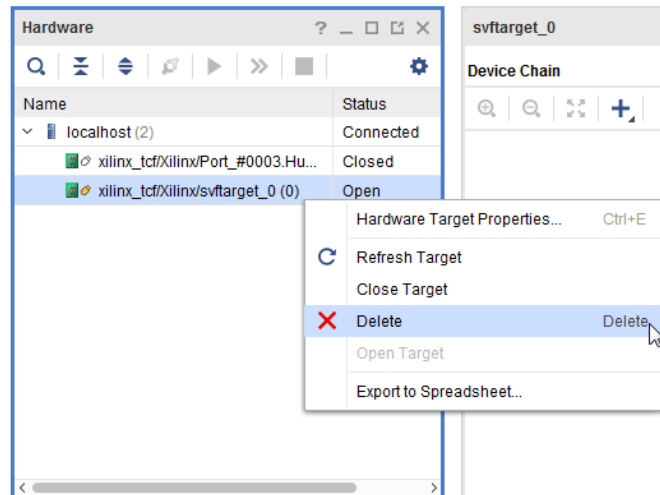 Hardware
Name Status
localhost (2) Connected
xilinx_tcf/Xilinx/Port_#0003.Hu... Closed
xilinx_tcf/Xilinx/svftarget_0 (0) Open
svftarget_0
Device Chain
Hardware Target Properties... Ctrl+E
Refresh Target
Close Target
Delete Delete
Open Target
Export to Spreadsheet...